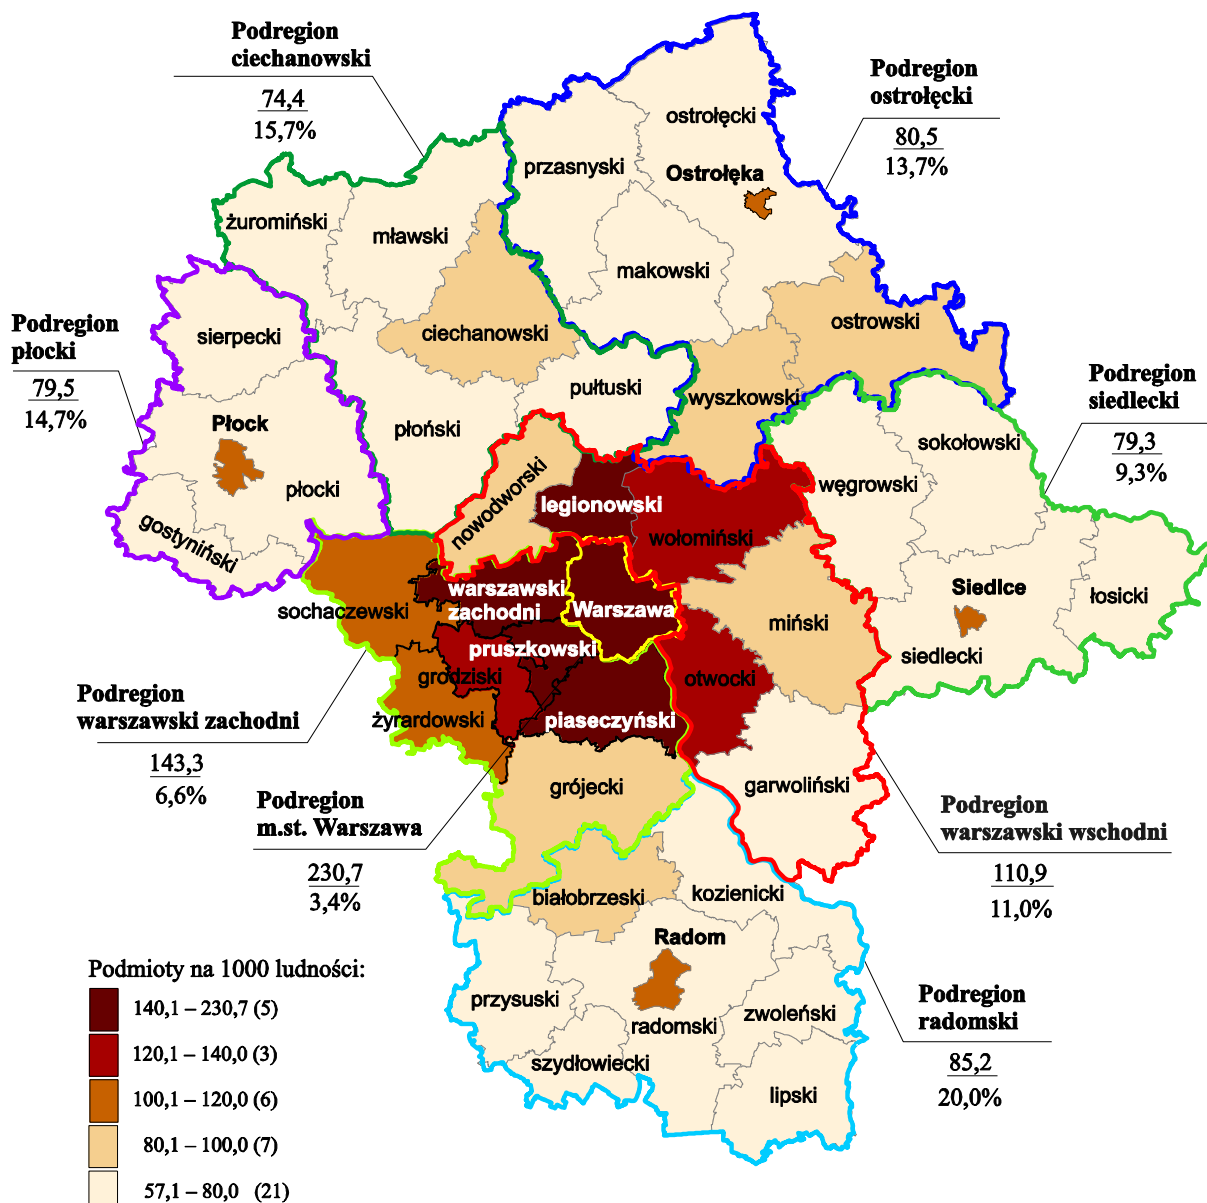 Podregion
ciechanowski
74,4
15,7%
Podregion
ostrołęcki
80,5
13,7%
ostrołęcki
przasnyski
Ostrołęka
żuromiński
mławski
makowski
ciechanowski
ostrowski
sierpecki
Podregion
płocki
79,5
14,7%
pułtuski
wyszkowski
Podregion
siedlecki
79,3
9,3%
Płock
płoński
sokołowski
płocki
gostyniński
nowodworski
legionowski
węgrowski
wołomiński
warszawski
zachodni
Warszawa
sochaczewski
Siedlce
łosicki
miński
siedlecki
pruszkowski
grodziski
otwocki
żyrardowski
piaseczyński
Podregion
warszawski zachodni
143,3
6,6%
grójecki
garwoliński
Podregion
m.st. Warszawa
230,7
3,4%
Podregion
warszawski wschodni
110,9
11,0%
białobrzeski
kozienicki
Radom
przysuski
radomski
zwoleński
szydłowiecki
lipski
Podregion
radomski
85,2
20,0%
Podmioty na 1000 ludności:
140,1 – 230,7 (5)
120,1 – 140,0 (3)
100,1 – 120,0 (6)
80,1 – 100,0 (7)
57,1 – 80,0 (21)